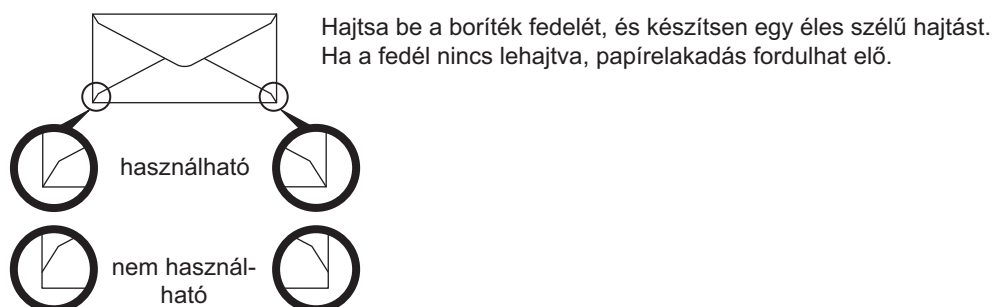 Hajtsa be a boríték fedelét, és készítsen egy éles szélű hajtást.
Ha a fedél nincs lehajtva, papírelakadás fordulhat elő.
használható
nem használ-
ható